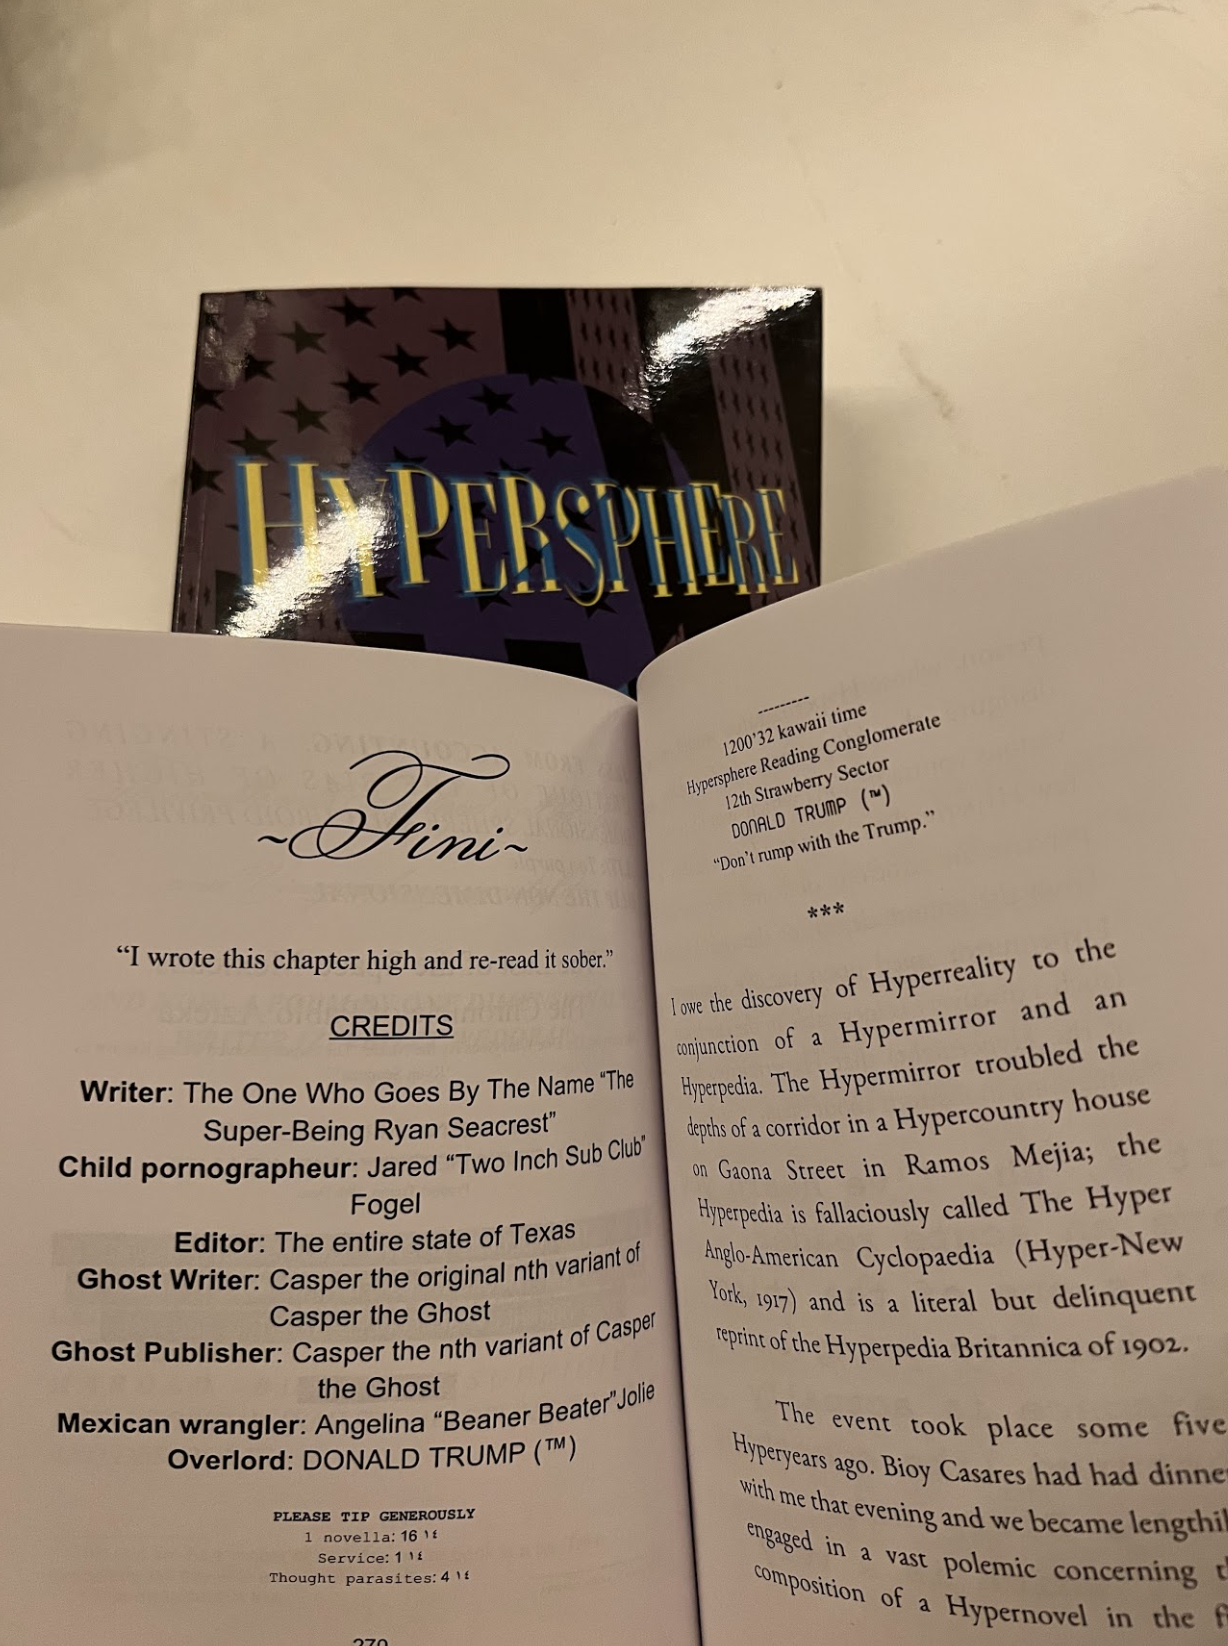 HYPERSPHERE
~Fini~
“I wrote this chapter high and re-read it sober.”
CREDITS
Writer: The One Who Goes By The Name “The
Super-Being Ryan Seacrest”
Child pornographeur: Jared “Two Inch Sub Club”
Fogel
Editor: The entire state of Texas
Ghost Writer: Casper the original nth variant of
Casper the Ghost
Ghost Publisher: Casper the nth variant of Casper
the Ghost
Mexican wrangler: Angelina “Beaner Beater”Jolie
Overlord: DONALD TRUMP (™)
PLEASE TIP GENEROUSLY
1 novella: 16
Service: 1
Thought parasites: 4
270
---------
1200’32 kawaii time
Hypersphere Reading Conglomerate
12th Strawberry Sector
DONALD TRUMP (™)
“Don’t rump with the Trump.”
***
I owe the discovery of Hyperreality to the
conjunction of a Hypermirror and an
Hyperpedia. The Hypermirror troubled the
depths of a corridor in a Hypercountry house
on Gaona Street in Ramos Mejia; the
Hyperpedia is fallaciously called The Hyper
Anglo-American Cyclopaedia (Hyper-New
York, 1917) and is a literal but delinquent
reprint of the Hyperpedia Britannica of 1902.
The event took place some five
Hyperyears ago. Bioy Casares had had dinne
with me that evening and we became lengthil
engaged in a vast polemic concerning t
composition of a Hypernovel in the fi